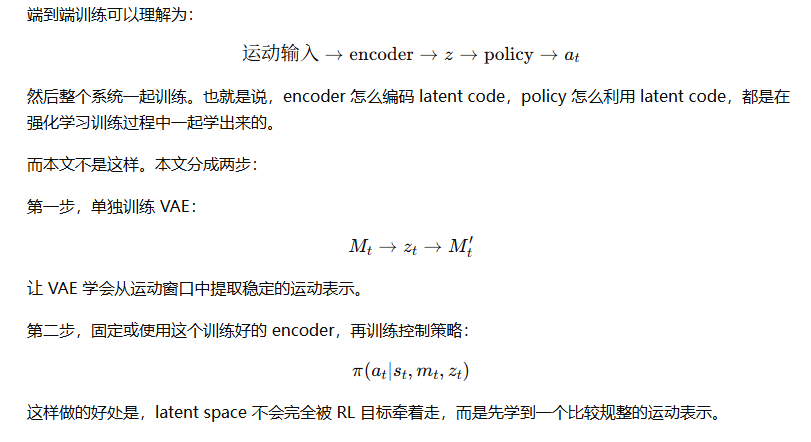 端到端训练可以理解为：
运动输入 → encoder → z → policy → a_t
然后整个系统一起训练。也就是说，encoder 怎么编码 latent code，policy 怎么利用 latent code，都是在
强化学习训练过程中一起学出来的。
而本文不是这样。本文分成两步：
第一步，单独训练 VAE：
M_t → z_t → M_t′
让 VAE 学会从运动窗口中提取稳定的运动表示。
第二步，固定或使用这个训练好的 encoder，再训练控制策略：
π(a_t|s_t, m_t, z_t)
这样做的好处是，latent space 不会完全被 RL 目标牵着走，而是先学到一个比较规整的运动表示。